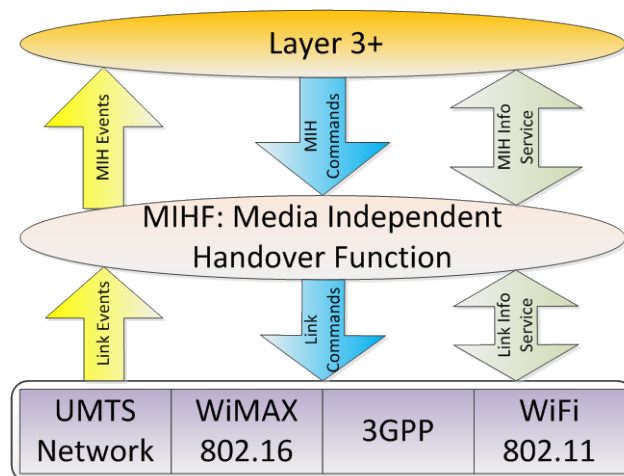 Layer 3+
MIH Events
MIH
Commands
MIH Info
Service
MIHF: Media Independent
Handover Function
Link Events
Link
Commands
Link Info
Service
UMTS
Network
WiMAX
802.16
3GPP
WiFi
802.11